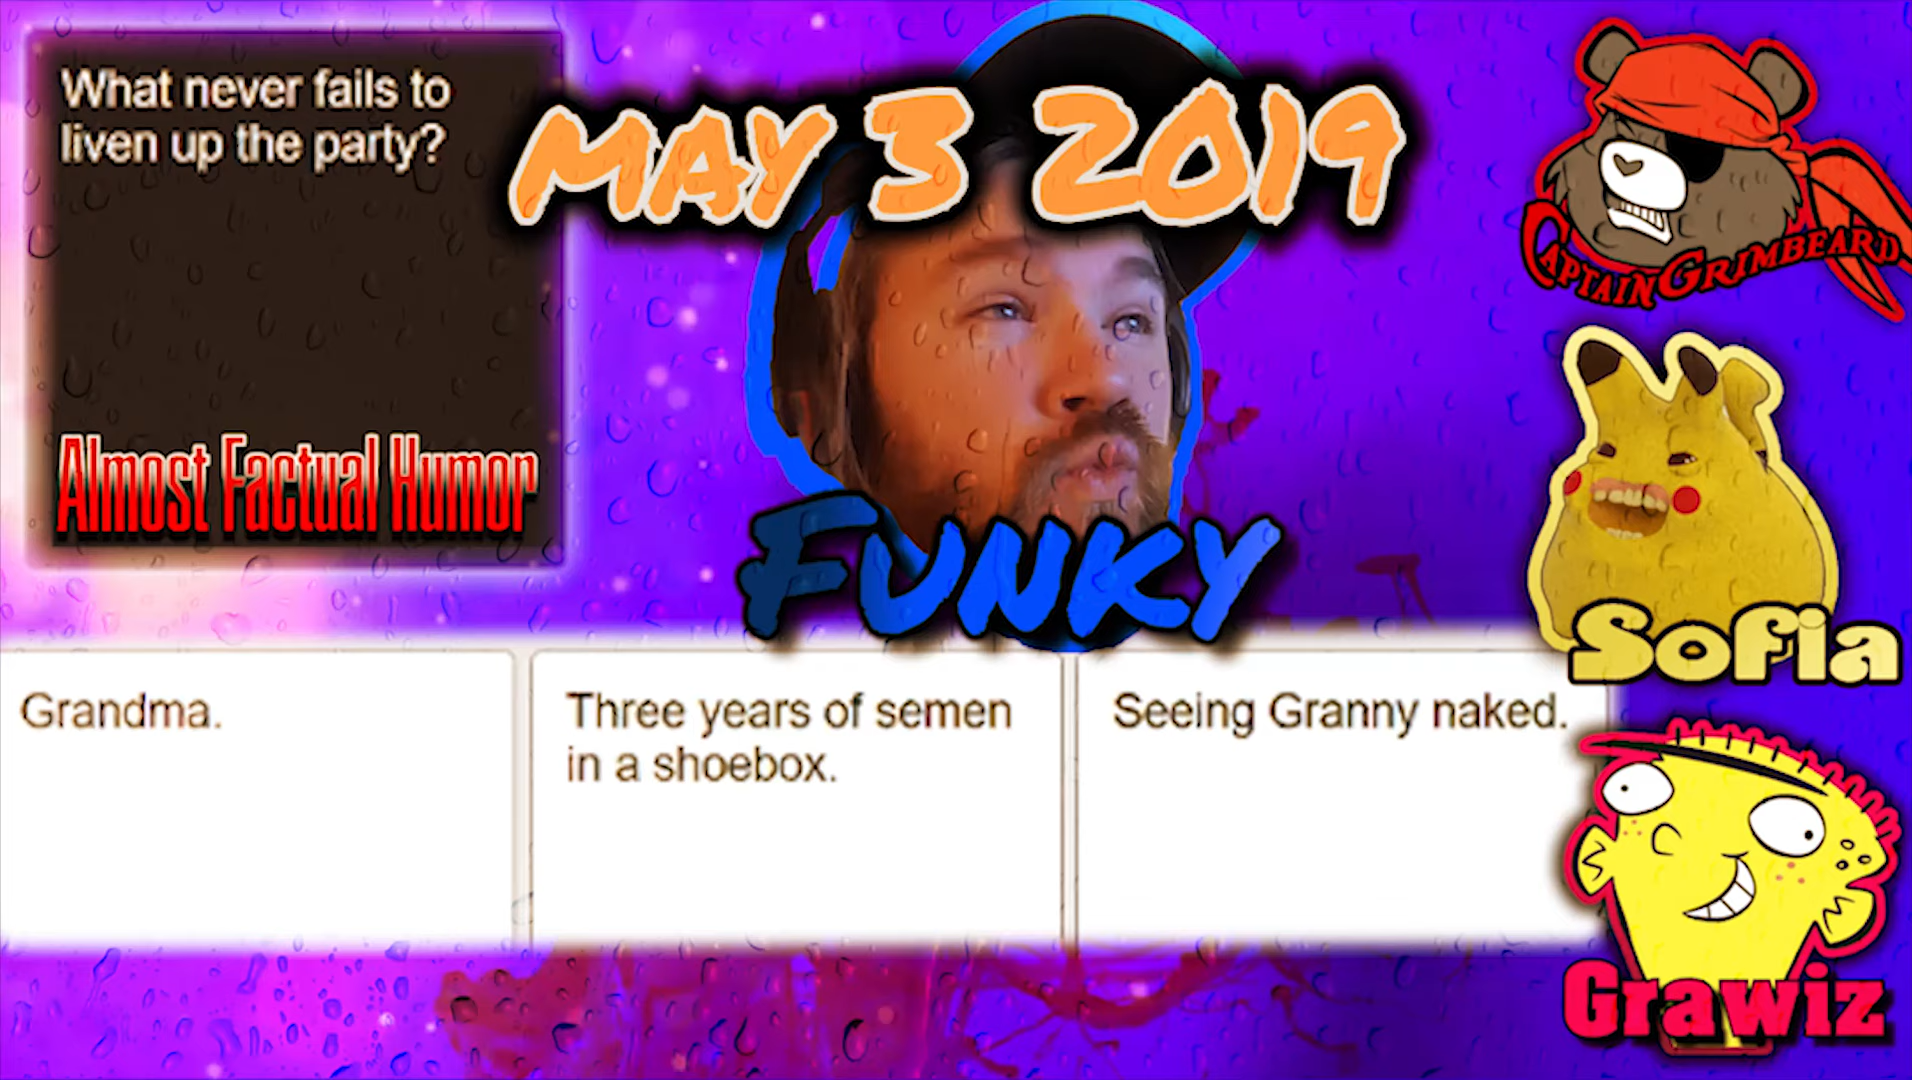 What never fails to
liven up the party?
Almost Factual Humor
MAY 3 2019
FUNKY
CAPTAIN GRIMBEARD
Sofia
Grandma.
Three years of semen
in a shoebox.
Seeing Granny naked.
Grawiz